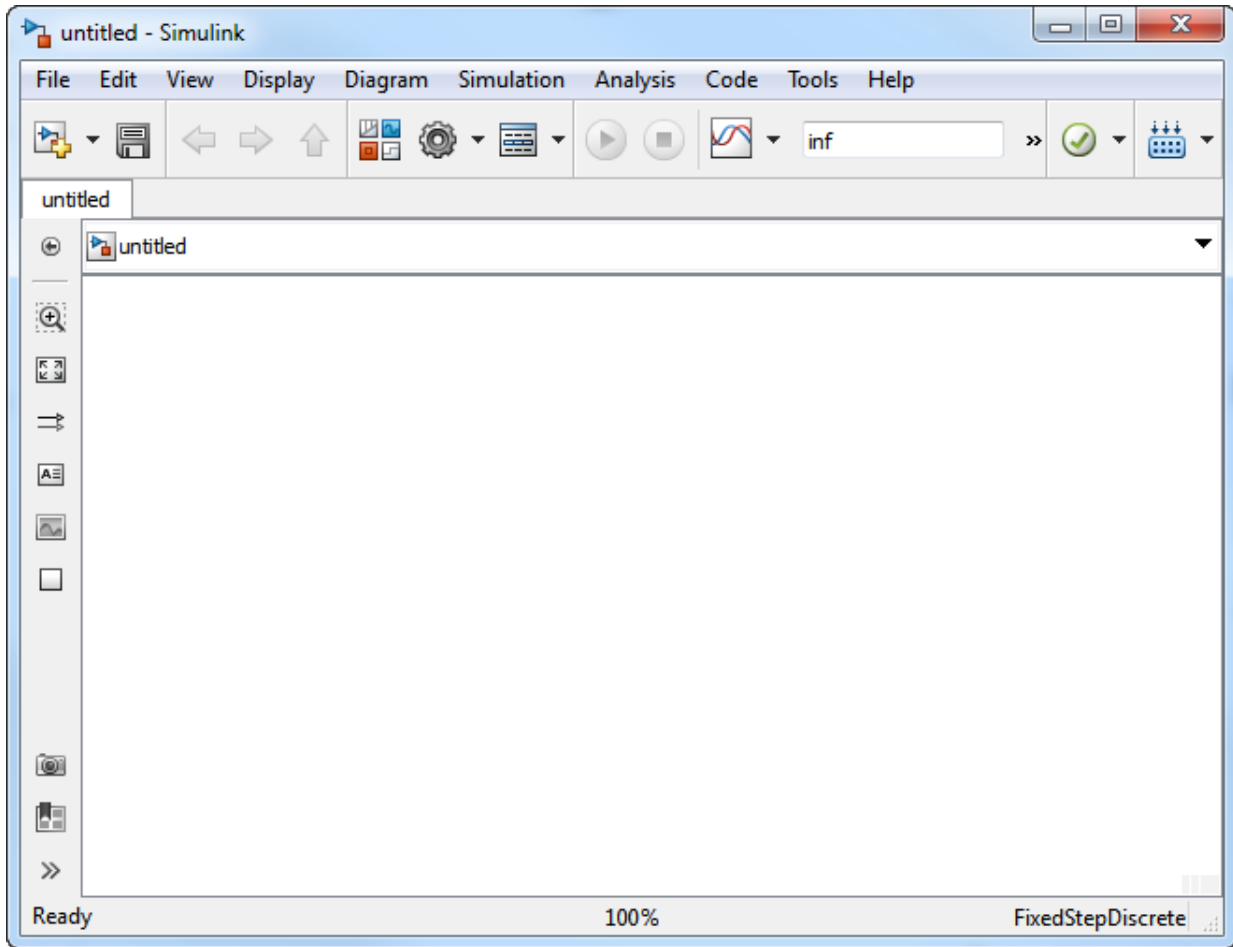 untitled - Simulink
File Edit View Display Diagram Simulation Analysis Code Tools Help
inf
untitled
untitled
Ready 100% FixedStepDiscrete